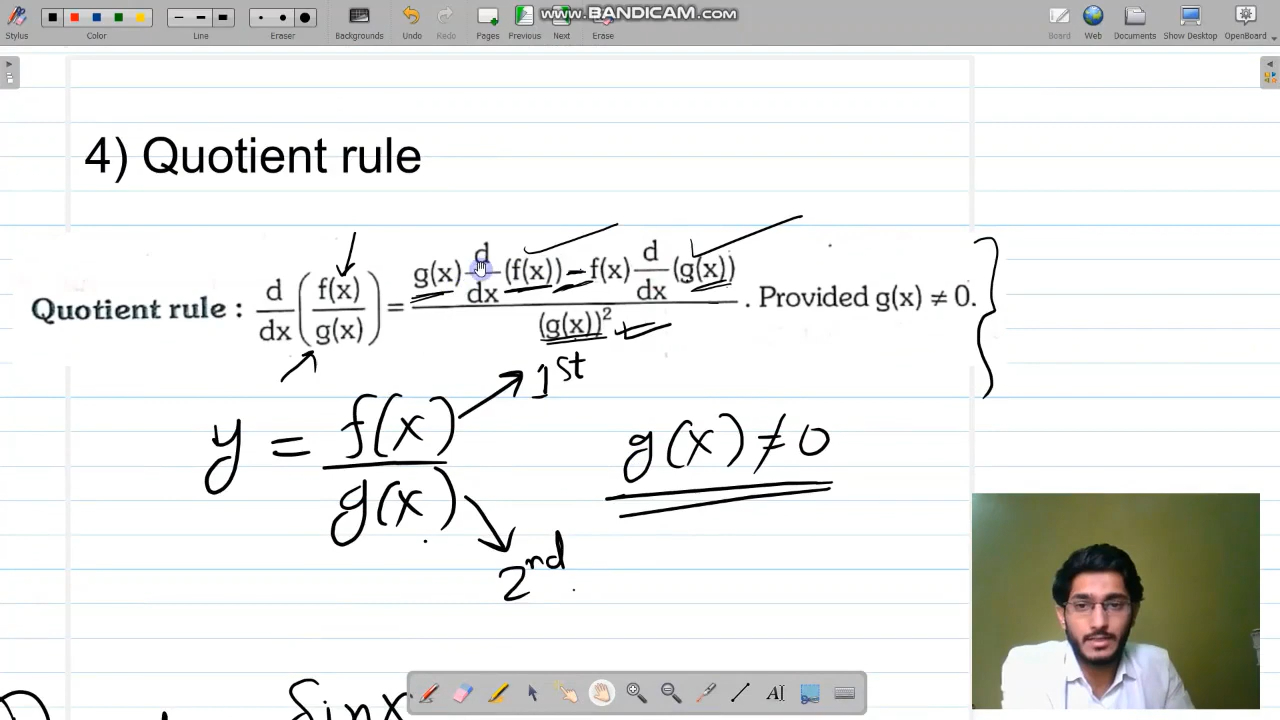 www.BANDICAM.com
Stylus Color Line Eraser Backgrounds Undo Redo Pages Previous Next Erase Board Web Documents Show Desktop OpenBoard
4) Quotient rule
Quotient rule : d/dx (f(x)/g(x)) = (g(x) d/dx (f(x)) – f(x) d/dx (g(x)))/(g(x))² . Provided g(x) ≠ 0.
y = f(x)/g(x)
1st
g(x) ≠ 0
2nd
Sinx